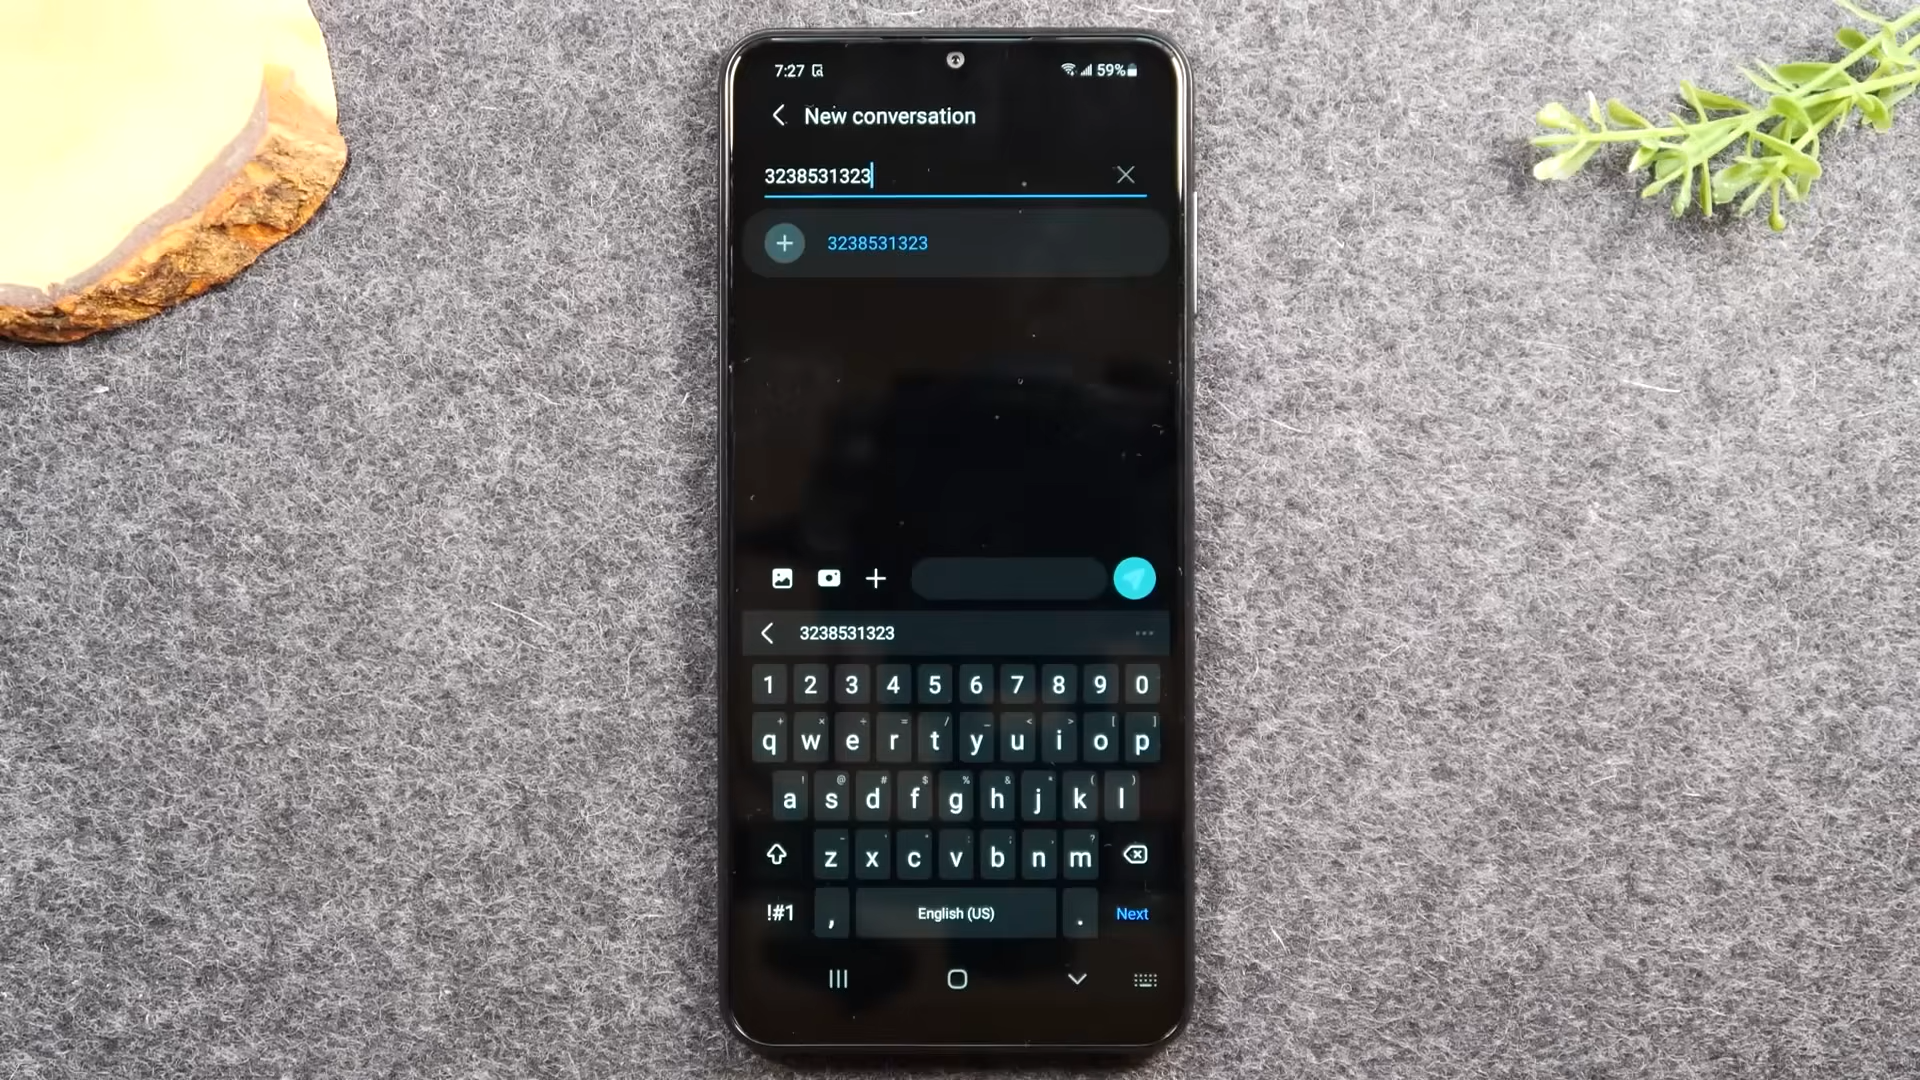 7:27 59%
New conversation
3238531323
3238531323
3238531323
1 2 3 4 5 6 7 8 9 0
q w e r t y u i o p
a s d f g h j k l
z x c v b n m
!#1 , English (US) . Next